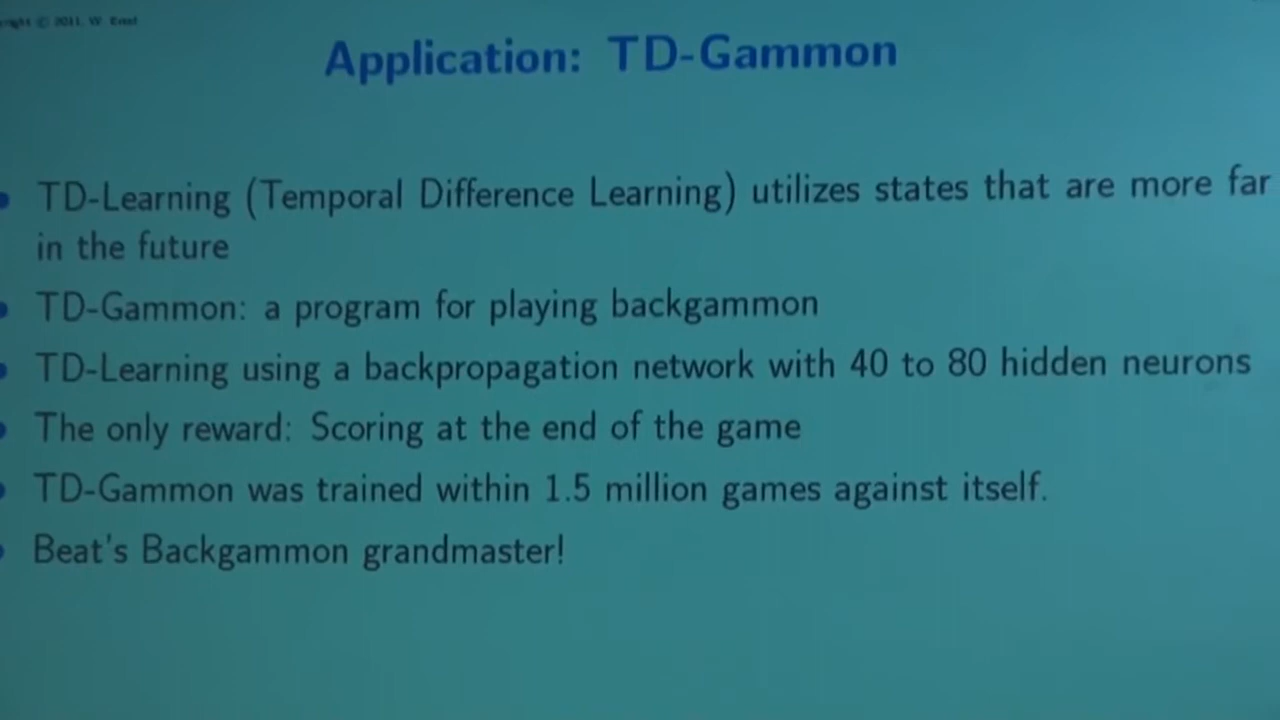 © 2011 W. Ertel
Application: TD-Gammon
• TD-Learning (Temporal Difference Learning) utilizes states that are more far
in the future
• TD-Gammon: a program for playing backgammon
• TD-Learning using a backpropagation network with 40 to 80 hidden neurons
• The only reward: Scoring at the end of the game
• TD-Gammon was trained within 1.5 million games against itself.
• Beat's Backgammon grandmaster!